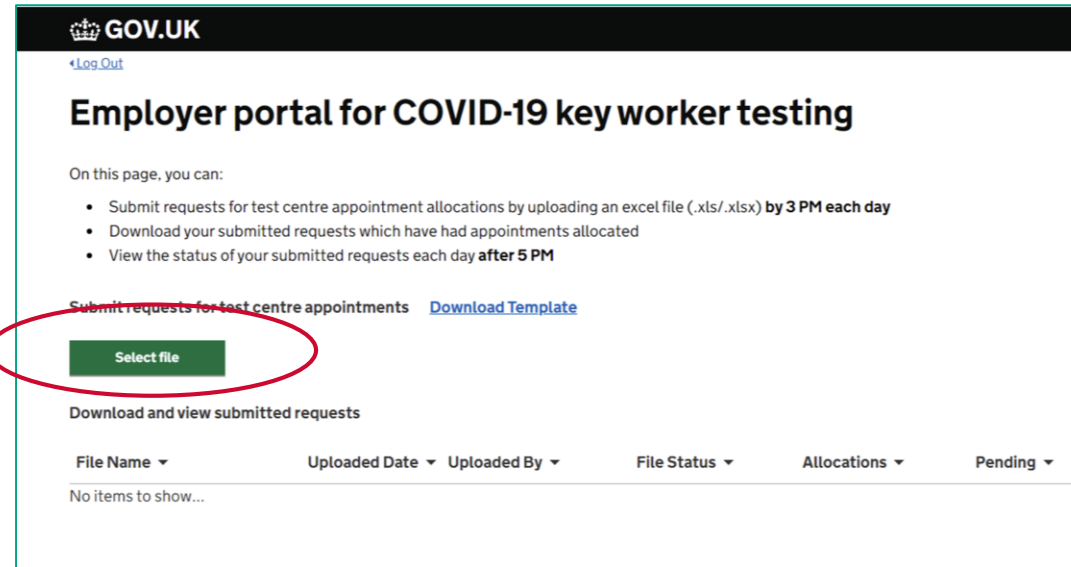 GOV.UK
Log Out
Employer portal for COVID-19 key worker testing
On this page, you can:
• Submit requests for test centre appointment allocations by uploading an excel file (.xls/.xlsx) by 3 PM each day
• Download your submitted requests which have had appointments allocated
• View the status of your submitted requests each day after 5 PM
Submit requests for test centre appointments Download Template
Select file
Download and view submitted requests
File Name Uploaded Date Uploaded By File Status Allocations Pending
No items to show...